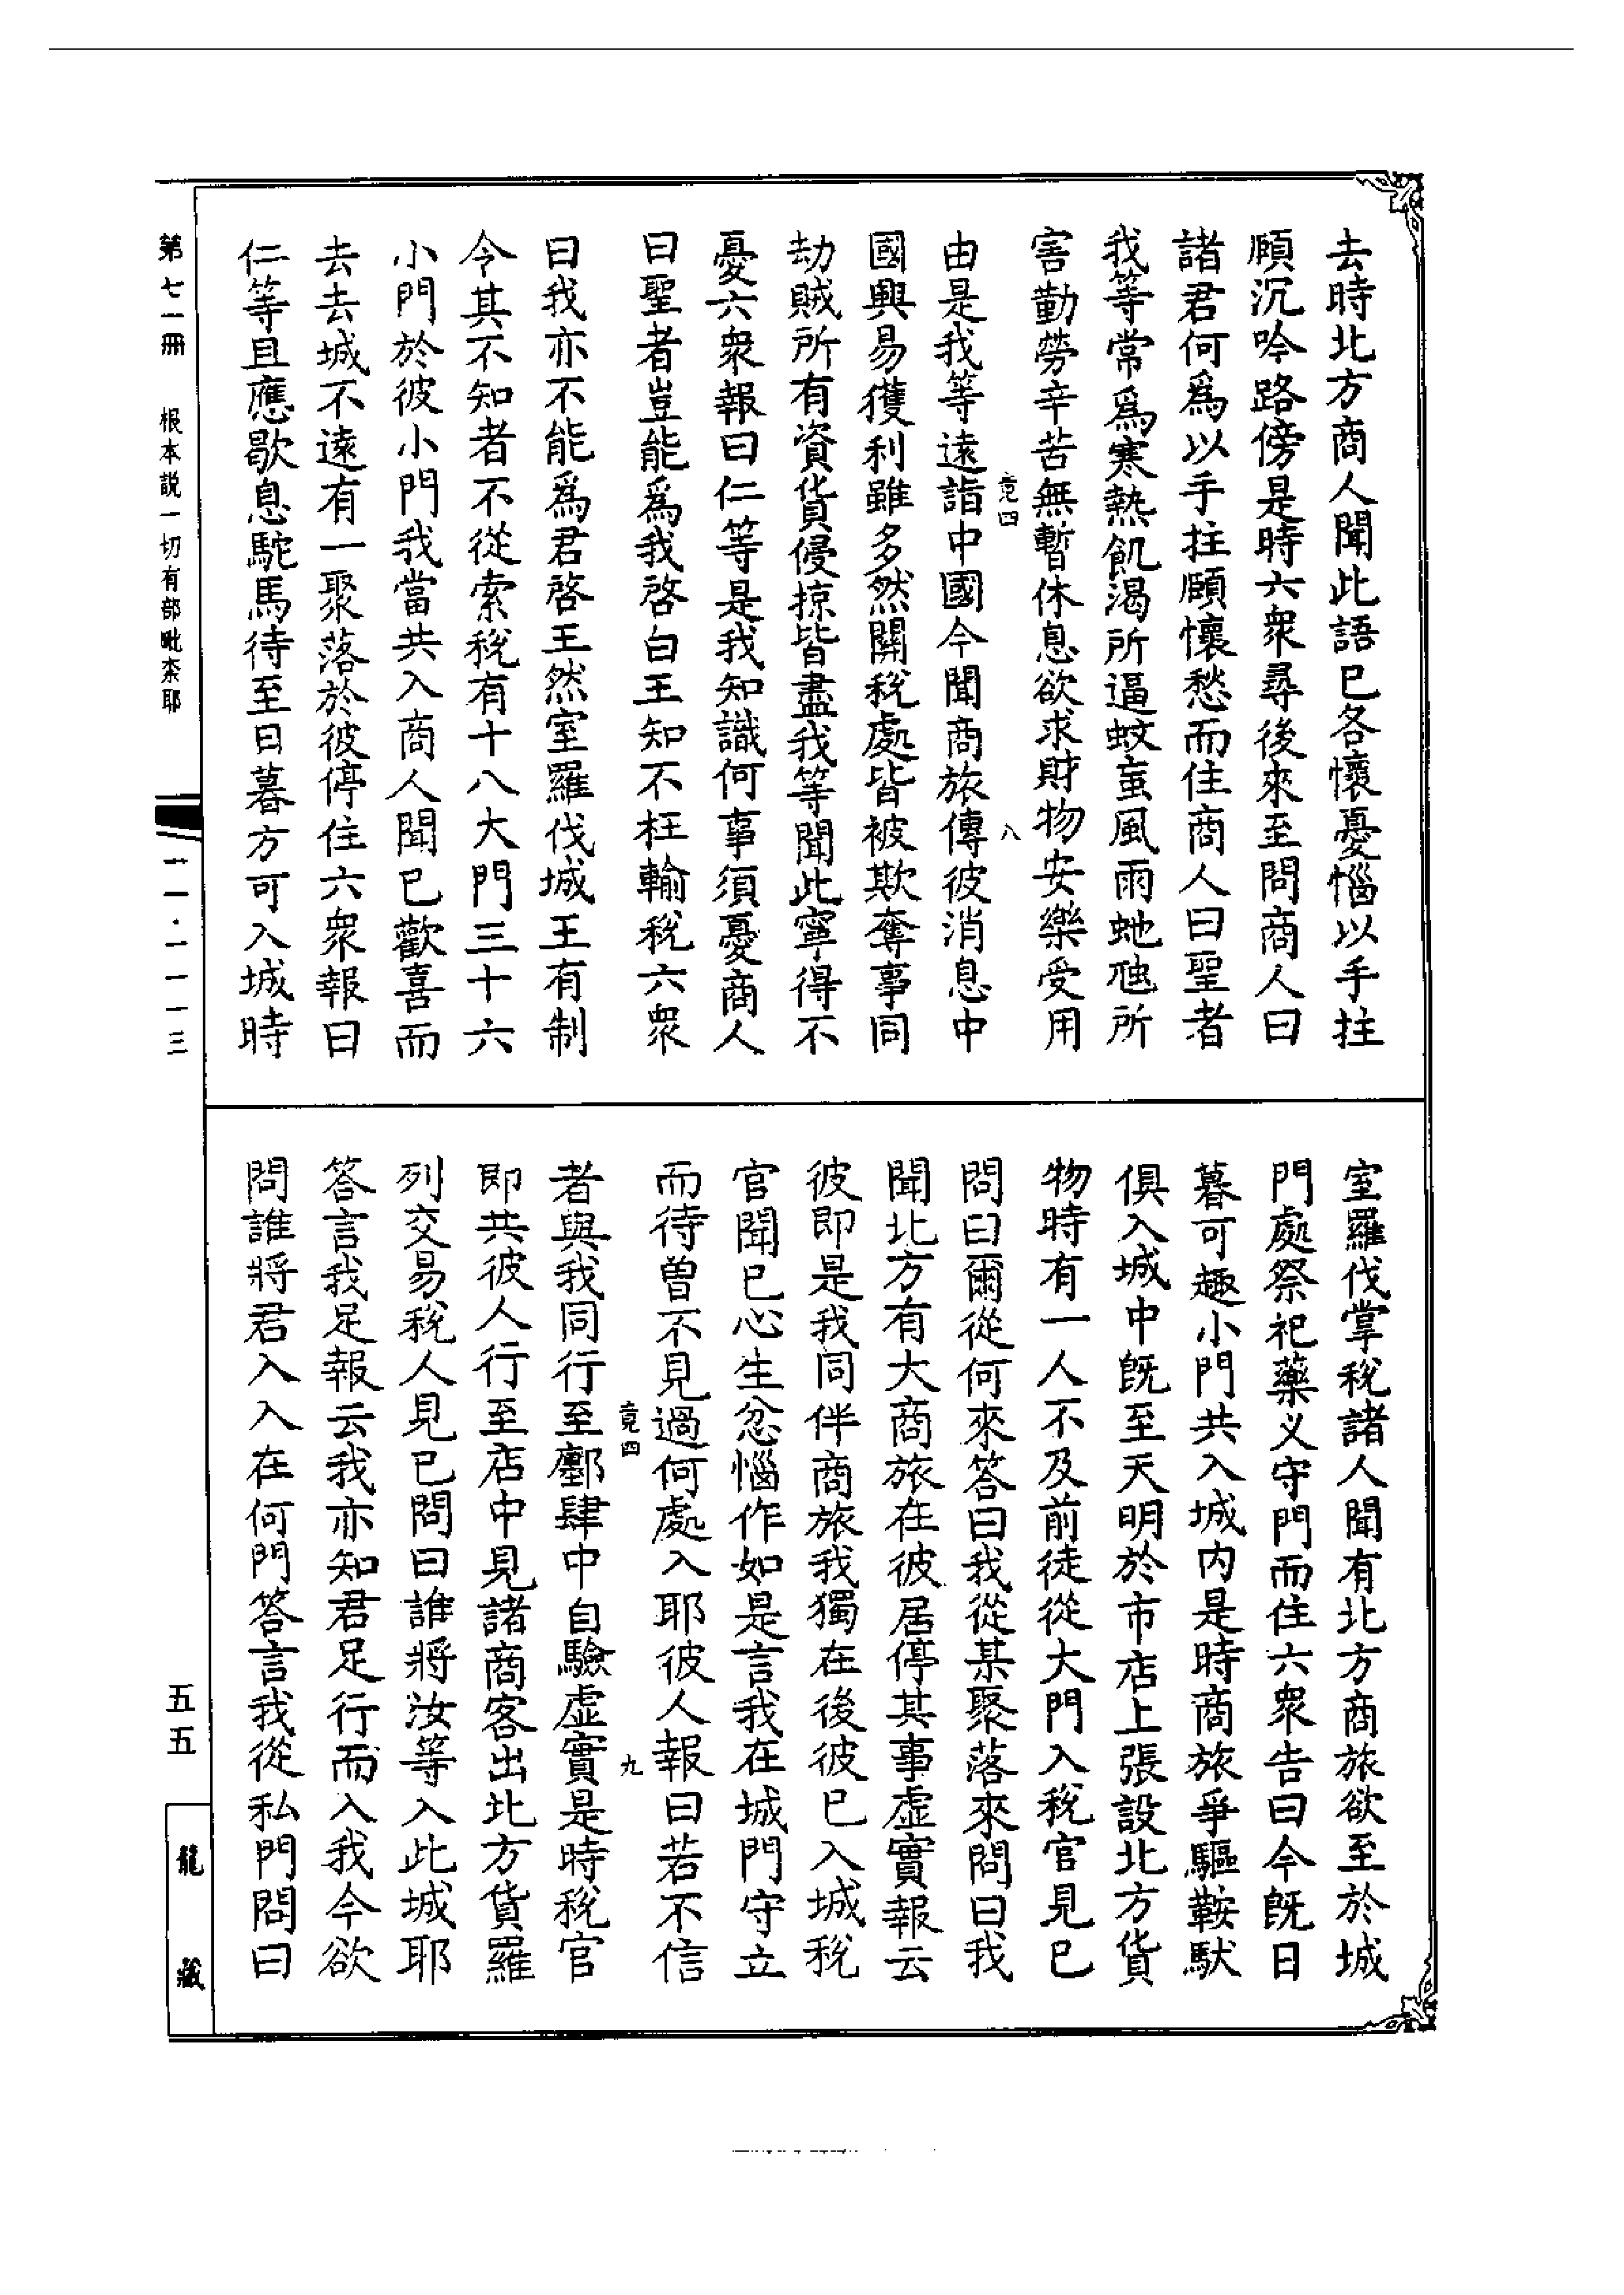 去時北方商人聞此語已各懷憂惱以手拄
頤沉吟路傍是時六衆尋後來至問商人曰
諸君何爲以手拄頤懷愁而住商人曰聖者
我等常爲寒熱飢渴所逼蚊䖟風雨虵虺所
害勤勞辛苦無暫休息欲求財物安樂受用
竟四
八
由是我等遠詣中國今聞商旅傳彼消息中
國興易獲利雖多然關稅處皆被欺奪事同
劫賊所有資貨侵掠皆盡我等聞此寧得不
憂六衆報曰仁等是我知識何事須憂商人
曰聖者豈能爲我啓白王知不枉輸稅六衆
曰我亦不能爲君啓王然室羅伐城王有制
令其不知者不從索稅有十八大門三十六
小門於彼小門我當共入商人聞已歡喜而
去去城不遠有一聚落於彼停住六衆報曰
仁等且應歇息駝馬待至日暮方可入城時
室羅伐掌稅諸人聞有北方商旅欲至於城
門處祭祀藥义守門而住六衆告曰今旣日
暮可趣小門共入城内是時商旅爭驅鞍馱
俱入城中旣至天明於市店上張設北方貨
物時有一人不及前徒從大門入稅官見已
問曰爾從何來答曰我從某聚落來問曰我
聞北方有大商旅在彼居停其事虛實報云
彼即是我同伴商旅我獨在後彼已入城稅
官聞已心生忿惱作如是言我在城門守立
而待曾不見過何處入耶彼人報曰若不信
竟四
九
者與我同行至鄽肆中自驗虛實是時稅官
即共彼人行至店中見諸商客出北方貨羅
列交易稅人見已問曰誰將汝等入此城耶
答言我足報云我亦知君足行而入我今欲
問誰將君入入在何門答言我從私門問曰
第七一冊　根本説一切有部毗柰耶
一一·一一一三
五五
龍藏